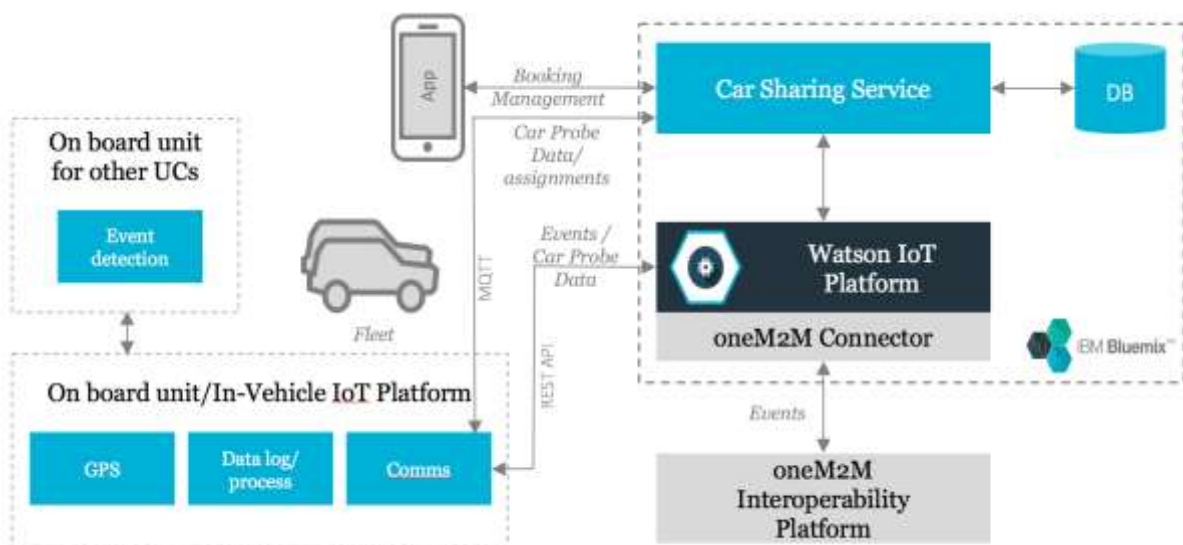 App
Booking
Management
Car Sharing Service
DB
Car Probe
Data/
assignments
On board unit
for other UCs
Event
detection
Fleet
MQTT
Events /
Car Probe
Data
REST API
Watson IoT
Platform
oneM2M Connector
IBM Bluemix™
On board unit/In-Vehicle IoT Platform
GPS
Data log/
process
Comms
Events
oneM2M
Interoperability
Platform